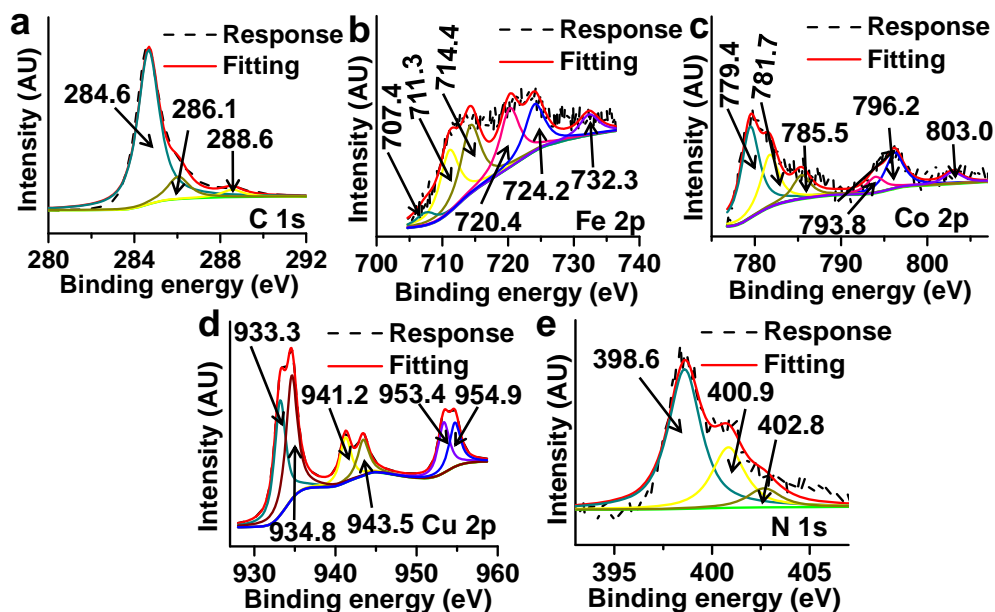 a
Response
Fitting
284.6
286.1
288.6
C 1s
Intensity (AU)
280 284 288 292
Binding energy (eV)
b
Response
Fitting
707.4
711.3
714.4
720.4
724.2
732.3
Fe 2p
Intensity (AU)
700 710 720 730 740
Binding energy (eV)
c
Response
Fitting
779.4
781.7
785.5
796.2
803.0
793.8
Co 2p
Intensity (AU)
780 790 800
Binding energy (eV)
d
Response
Fitting
933.3
941.2
953.4
954.9
934.8
943.5
Cu 2p
Intensity (AU)
930 940 950 960
Binding energy (eV)
e
Response
Fitting
398.6
400.9
402.8
N 1s
Intensity (AU)
395 400 405
Binding energy (eV)